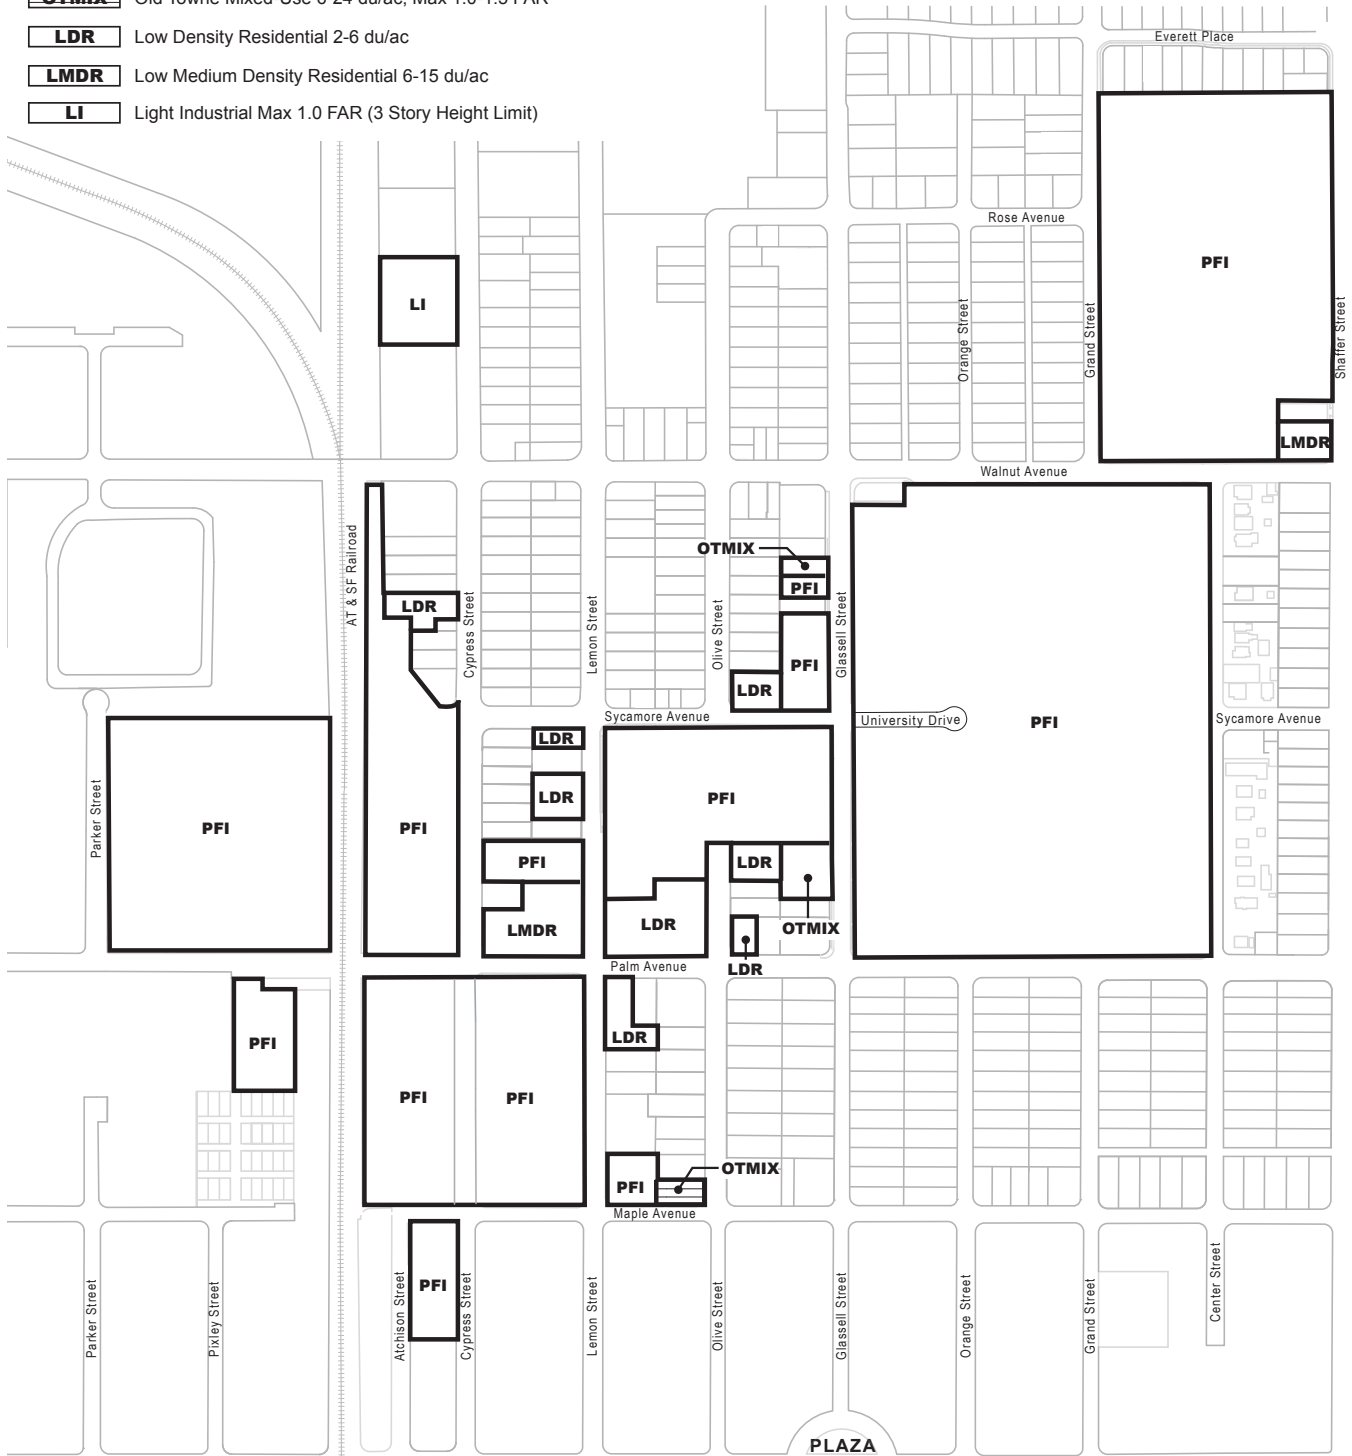 OTMIX Old Towne Mixed-Use 6-24 du/ac, Max 1.0-1.5 FAR
LDR Low Density Residential 2-6 du/ac
LMDR Low Medium Density Residential 6-15 du/ac
LI Light Industrial Max 1.0 FAR (3 Story Height Limit)
Everett Place
Rose Avenue
PFI
LI
Orange Street
Grand Street
Shaffer Street
LMDR
Walnut Avenue
AT & SF Railroad
OTMIX
PFI
LDR
Cypress Street
Lemon Street
Olive Street
Glassell Street
PFI
LDR
Sycamore Avenue
University Drive
PFI
Sycamore Avenue
LDR
Parker Street
LDR
PFI
PFI
PFI
PFI
LDR
LMDR
LDR
OTMIX
Palm Avenue
LDR
LDR
PFI
PFI
PFI
OTMIX
PFI
Maple Avenue
Parker Street
Pixley Street
Atchison Street
PFI
Cypress Street
Lemon Street
Olive Street
Glassell Street
Orange Street
Grand Street
Center Street
PLAZA